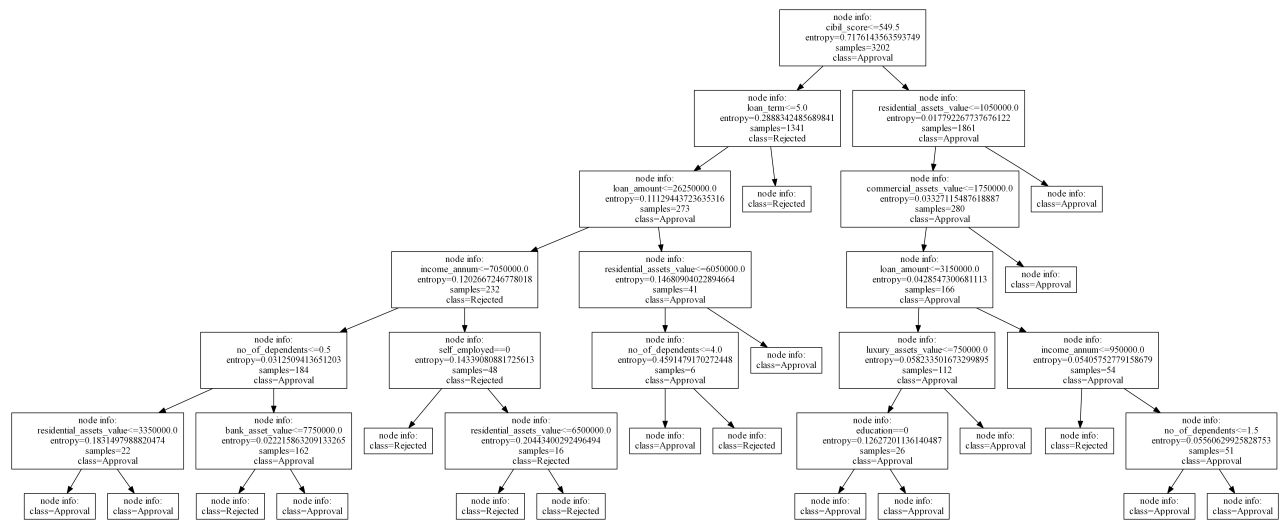 node info:
cibil_score<=549.5
entropy=0.7176143563593749
samples=3202
class=Approval
node info:
loan_term<=5.0
entropy=0.2888342485689841
samples=1341
class=Rejected
node info:
residential_assets_value<=1050000.0
entropy=0.017792267737676122
samples=1861
class=Approval
node info:
loan_amount<=26250000.0
entropy=0.11129443723635316
samples=273
class=Approval
node info:
class=Rejected
node info:
commercial_assets_value<=1750000.0
entropy=0.03327115487618887
samples=280
class=Approval
node info:
class=Approval
node info:
income_annum<=7050000.0
entropy=0.1202667246778018
samples=232
class=Rejected
node info:
residential_assets_value<=6050000.0
entropy=0.14680904022894664
samples=41
class=Approval
node info:
loan_amount<=3150000.0
entropy=0.0428547300681113
samples=166
class=Approval
node info:
class=Approval
node info:
no_of_dependents<=0.5
entropy=0.0312509413651203
samples=184
class=Approval
node info:
self_employed==0
entropy=0.14339080881725613
samples=48
class=Rejected
node info:
no_of_dependents<=4.0
entropy=0.4591479170272448
samples=6
class=Approval
node info:
class=Approval
node info:
luxury_assets_value<=750000.0
entropy=0.058233501673299895
samples=112
class=Approval
node info:
income_annum<=950000.0
entropy=0.05405752779158679
samples=54
class=Approval
node info:
residential_assets_value<=3350000.0
entropy=0.1831497988820474
samples=22
class=Approval
node info:
bank_asset_value<=7750000.0
entropy=0.022215863209133265
samples=162
class=Approval
node info:
class=Rejected
node info:
residential_assets_value<=6500000.0
entropy=0.20443400292496494
samples=16
class=Rejected
node info:
class=Approval
node info:
class=Rejected
node info:
education==0
entropy=0.12627201136140487
samples=26
class=Approval
node info:
class=Approval
node info:
class=Rejected
node info:
no_of_dependents<=1.5
entropy=0.05560629925828753
samples=51
class=Approval
node info:
class=Approval
node info:
class=Approval
node info:
class=Rejected
node info:
class=Approval
node info:
class=Rejected
node info:
class=Rejected
node info:
class=Approval
node info:
class=Approval
node info:
class=Approval
node info:
class=Approval